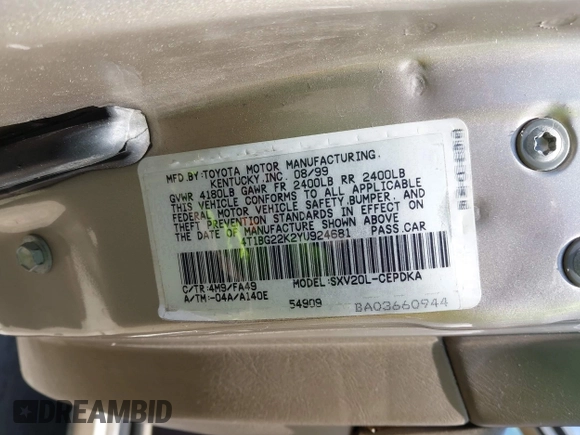 MFD.BY:TOYOTA MOTOR MANUFACTURING,
KENTUCKY,INC. 08/99
GVWR 4180LB GAWR FR 2400LB RR 2400LB
THIS VEHICLE CONFORMS TO ALL APPLICABLE
FEDERAL MOTOR VEHICLE SAFETY,BUMPER, AND
THEFT PREVENTION STANDARDS IN EFFECT ON
THE DATE OF MANUFACTURE SHOWN ABOVE
4T1BG22K2YU924681 PASS.CAR
C/TR:4M9/FA49 MODEL:SXV20L-CEPDKA
A/TM:-04A/A140E
54909 BA03660944
DREAMBID